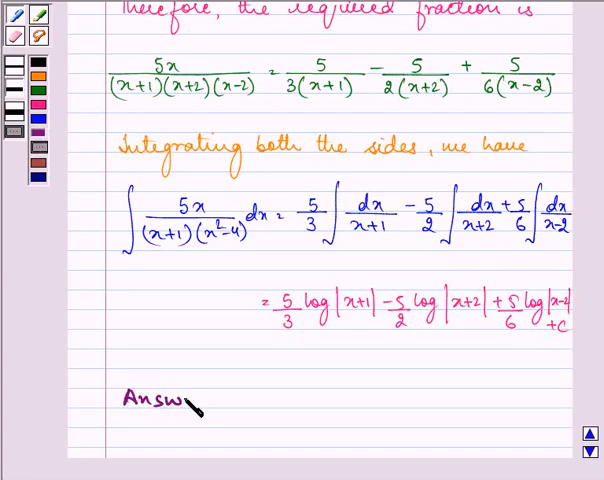 Therefore, the required fraction is
5x/((x+1)(x+2)(x-2)) = 5/(3(x+1)) - 5/(2(x+2)) + 5/(6(x-2))
Integrating both the sides, we have
∫ 5x/((x+1)(x²-4)) dx = 5/3 ∫ dx/(x+1) - 5/2 ∫ dx/(x+2) + 5/6 ∫ dx/(x-2)
= 5/3 log|x+1| - 5/2 log|x+2| + 5/6 log|x-2|
+C
Answ